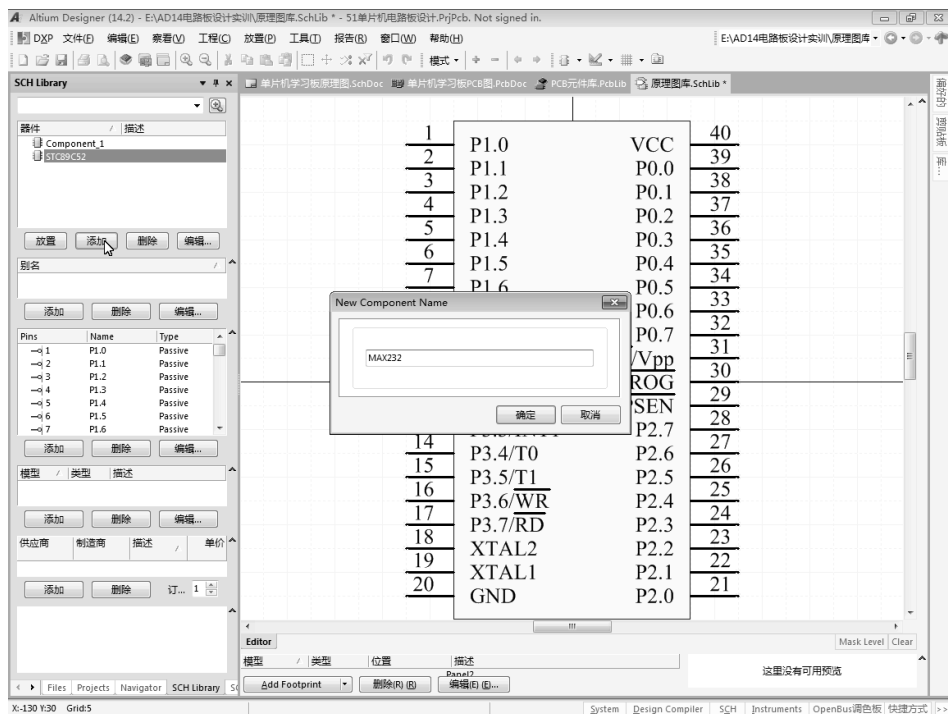 Altium Designer (14.2) - E:\AD14电路板设计实训\原理图库.SchLib * - 51单片机电路板设计.PrjPcb. Not signed in.
DXP 文件(F) 编辑(E) 察看(V) 工程(C) 放置(P) 工具(T) 报告(R) 窗口(W) 帮助(H) E:\AD14电路板设计实训\原理图库
模式
SCH Library
单片机学习板原理图.SchDoc 单片机学习板PCB图.PcbDoc PCB元件库.PcbLib 原理图库.SchLib *
器件 / 描述
Component_1
STC89C52
放置 添加 删除 编辑...
别名 /
添加 删除 编辑...
Pins Name Type
1 P1.0 Passive
2 P1.1 Passive
3 P1.2 Passive
4 P1.3 Passive
5 P1.4 Passive
6 P1.5 Passive
7 P1.6 Passive
添加 删除 编辑...
模型 / 类型 描述
添加 删除 编辑...
供应商 制造商 描述 / 单价
添加 删除 订... 1
Files Projects Navigator SCH Library
1 P1.0 VCC 40
2 P1.1 P0.0 39
3 P1.2 P0.1 38
4 P1.3 P0.2 37
5 P1.4 P0.3 36
6 P1.5 P0.4 35
7 P1.6 P0.5 34
P0.6 33
P0.7 32
/Vpp 31
ROG 30
PSEN 29
P2.7 28
14 P3.4/T0 P2.6 27
15 P3.5/T1 P2.5 26
16 P3.6/WR P2.4 25
17 P3.7/RD P2.3 24
18 XTAL2 P2.2 23
19 XTAL1 P2.1 22
20 GND P2.0 21
New Component Name
MAX232
确定 取消
Editor Mask Level Clear
模型 / 类型 位置 描述
Panel2
这里没有可用预览
Add Footprint 删除(R) (R) 编辑(E) (E)...
X:-130 Y:30 Grid:5 System Design Compiler SCH Instruments OpenBus调色板 快捷方式 >>